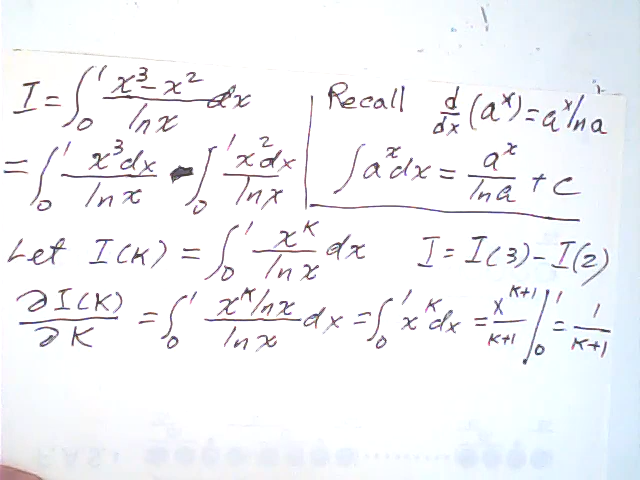 I = ∫₀¹ (x³ - x²)/(ln x) dx
Recall d/dx (aˣ) = aˣ ln a
= ∫₀¹ x³dx/(ln x) - ∫₀¹ x²dx/(ln x)
∫ aˣ dx = aˣ/(ln a) + c
Let I(K) = ∫₀¹ xᴷ/(ln x) dx I = I(3) - I(2)
∂I(K)/∂K = ∫₀¹ (xᴷ ln x)/(ln x) dx = ∫₀¹ xᴷ dx = xᴷ⁺¹/(K+1) |₀¹ = 1/(K+1)